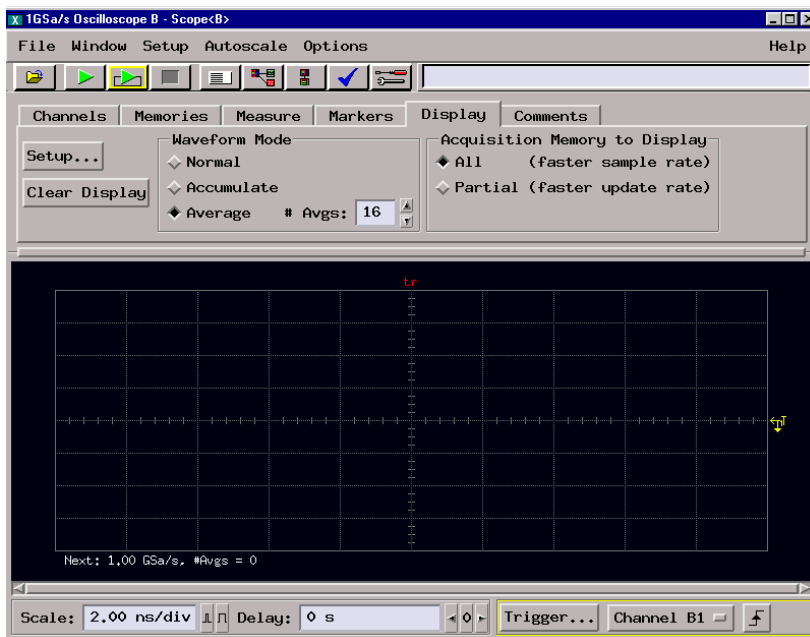 1GSa/s Oscilloscope B - Scope<B>
File Window Setup Autoscale Options Help
Channels Memories Measure Markers Display Comments
Setup...
Clear Display
Waveform Mode
Normal
Accumulate
Average # Avgs: 16
Acquisition Memory to Display
All (faster sample rate)
Partial (faster update rate)
tr
T
Next: 1.00 GSa/s, #Avgs = 0
Scale: 2.00 ns/div Delay: 0 s 0 Trigger... Channel B1